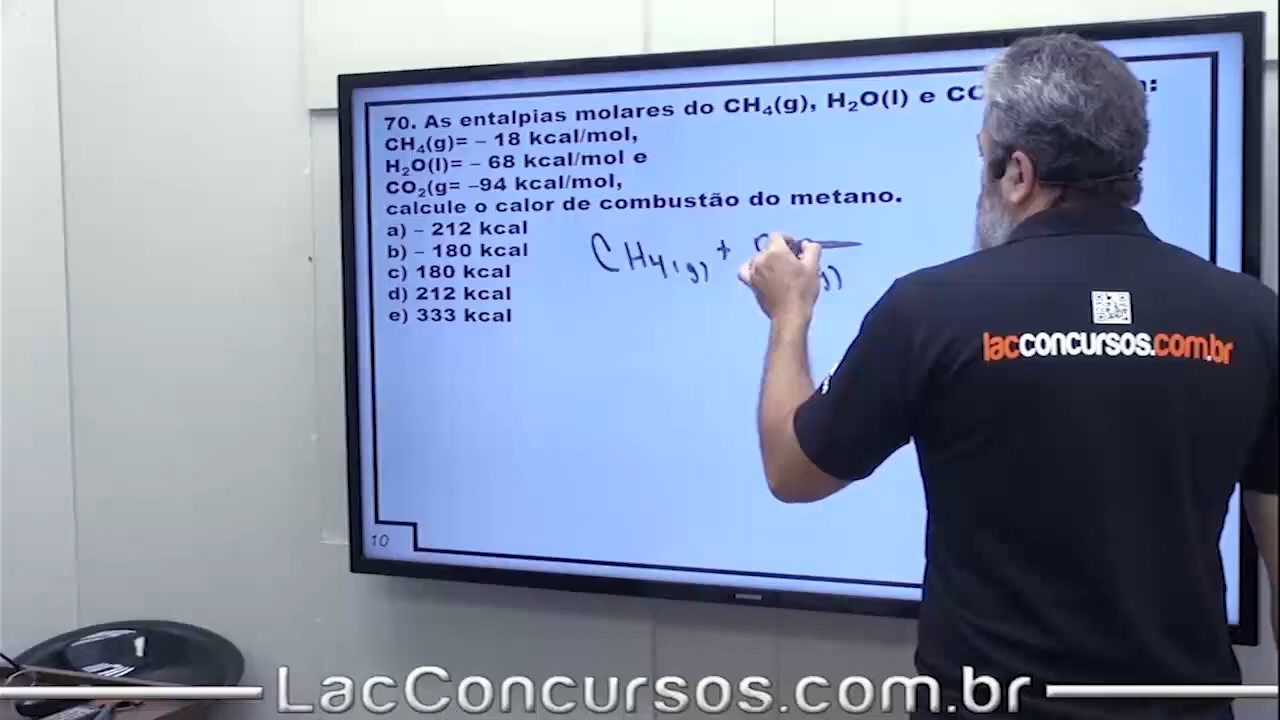 70. As entalpias molares do CH₄(g), H₂O(l) e
CH₄(g)= – 18 kcal/mol,
H₂O(l)= – 68 kcal/mol e
CO₂(g= –94 kcal/mol,
calcule o calor de combustão do metano.
a) – 212 kcal
b) – 180 kcal
c) 180 kcal
d) 212 kcal
e) 333 kcal
CH4(g) +
10
lacconcursos.com.br
LacConcursos.com.br